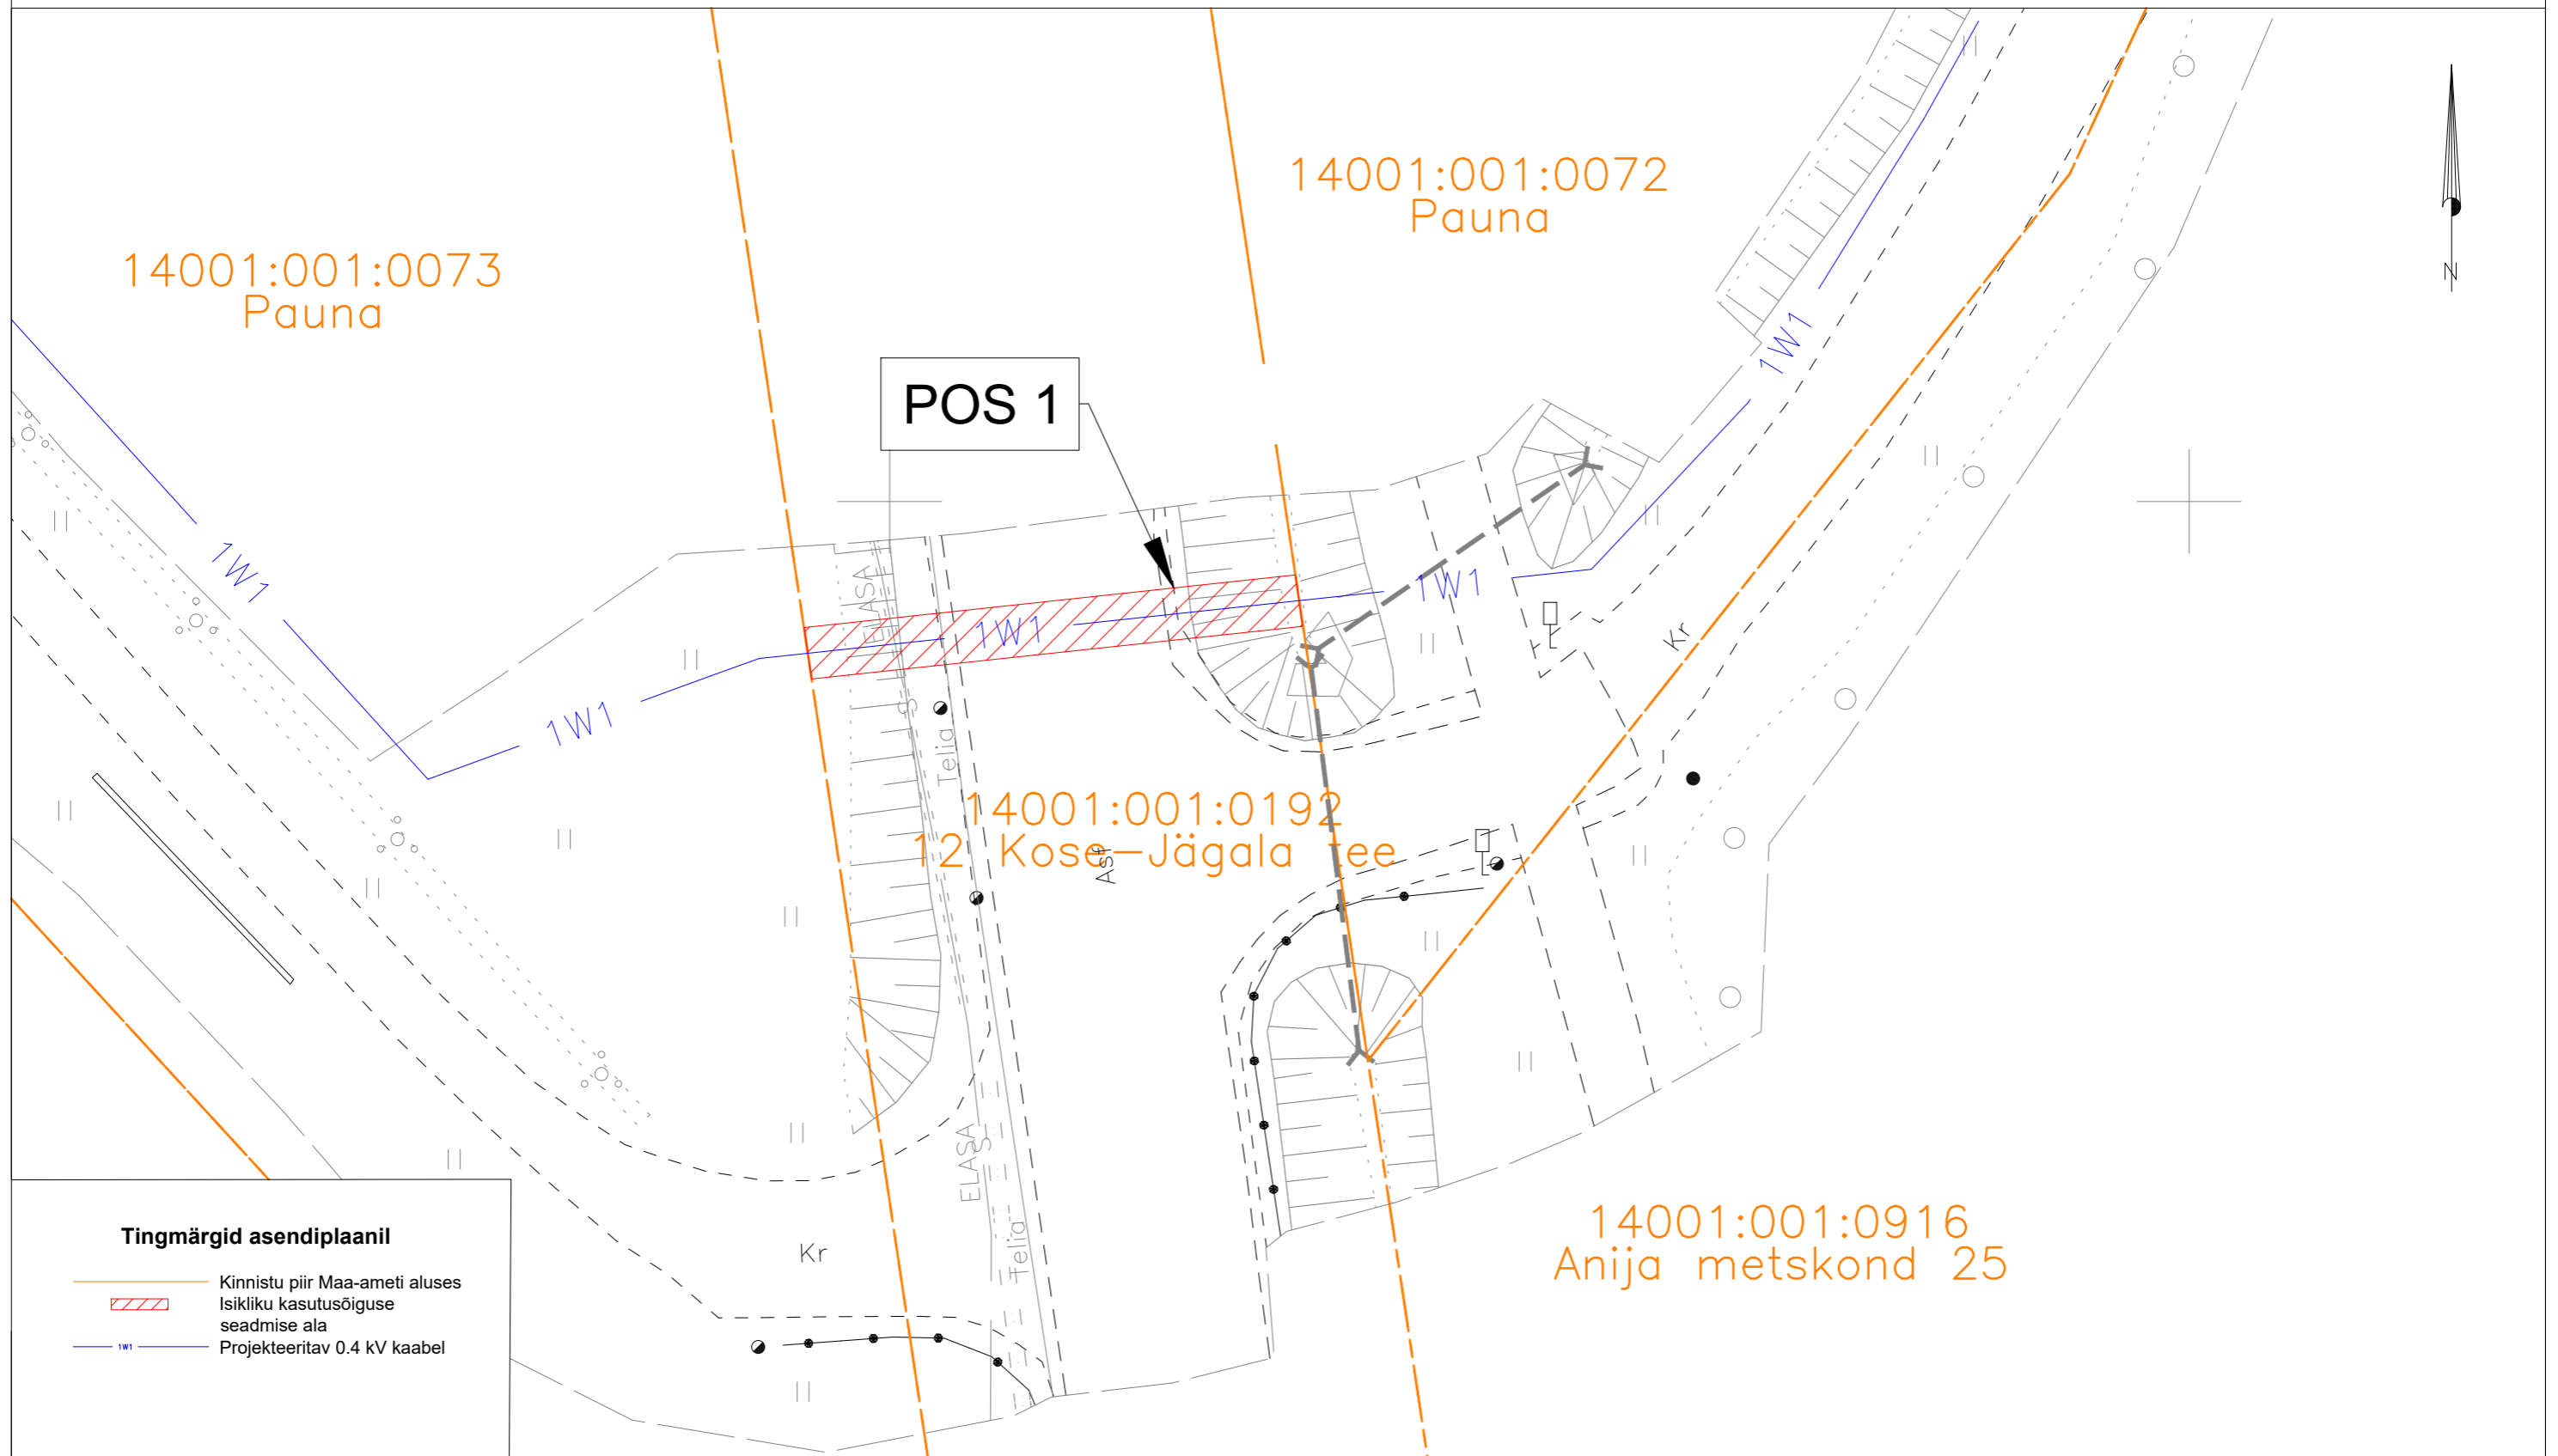 14001:001:0072
Pauna
14001:001:0073
Pauna
N
1W1
POS 1
1W1
ELASA
1W1
1W1
Kr
1W1
S
Telia
14001:001:0192
12 Kose-Jägala tee
Asf
ELASA
S
Telia
14001:001:0916
Anija metskond 25
Kr
Tingmärgid asendiplaanil
Kinnistu piir Maa-ameti aluses
Isikliku kasutusõiguse
seadmise ala
1W1
Projekteeritav 0.4 kV kaabel